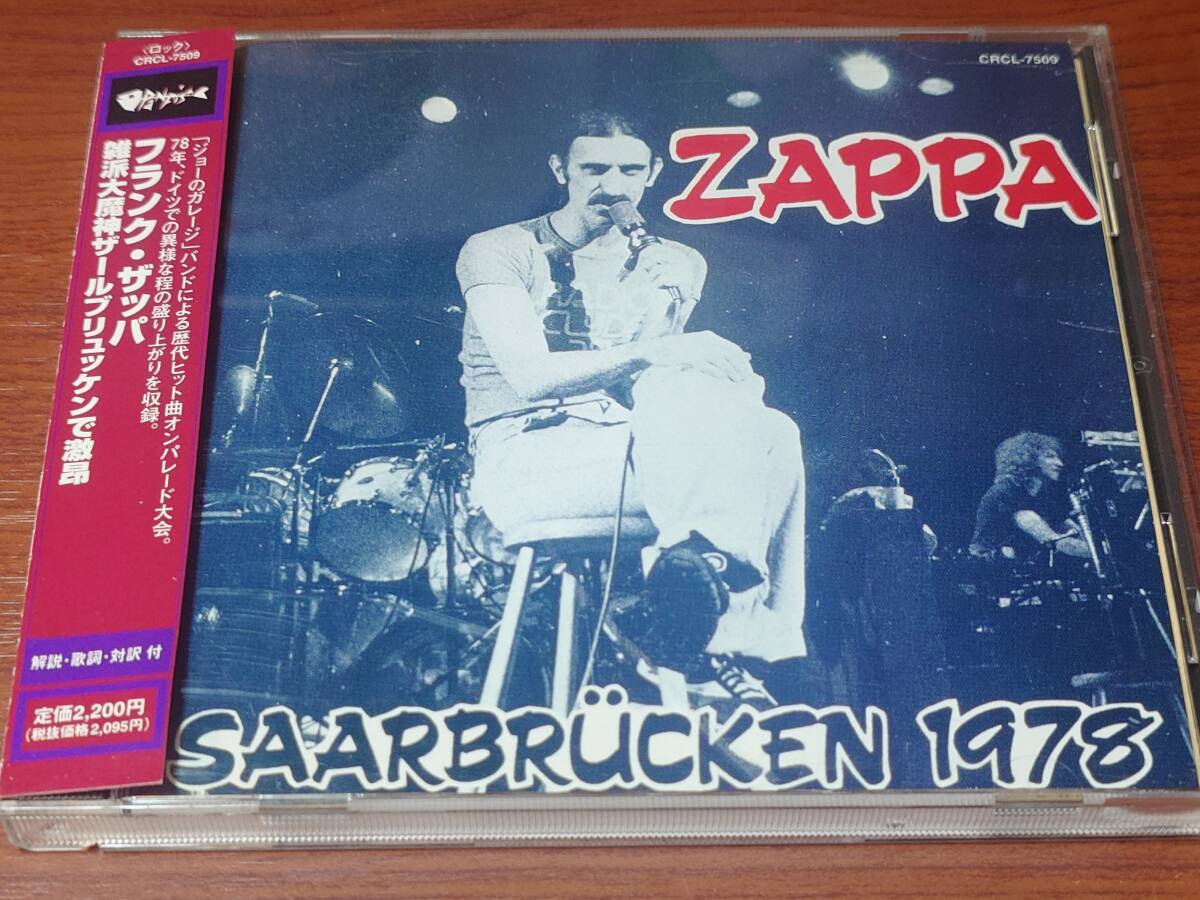 〈ロック〉
CRCL-7509
「ジョーのガレージ」バンドによる歴代ヒット曲オンパレード大会。
78年、ドイツでの異様な程の盛り上がりを収録。
フランク・ザッパ
雑派大魔神ザールブリュッケンで激昂
解説・歌詞・対訳 付
定価2,200円
(税抜価格2,095円)
CRCL-7509
ZAPPA
SAARBRÜCKEN 1978